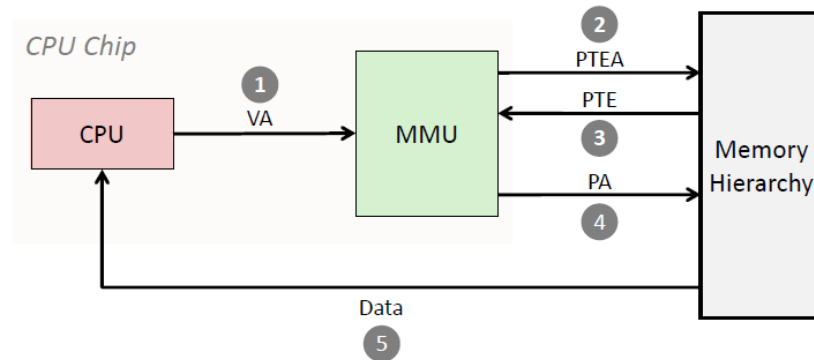 CPU Chip
2
PTEA
1
VA
CPU
MMU
PTE
3
Memory
Hierarchy
PA
4
Data
5